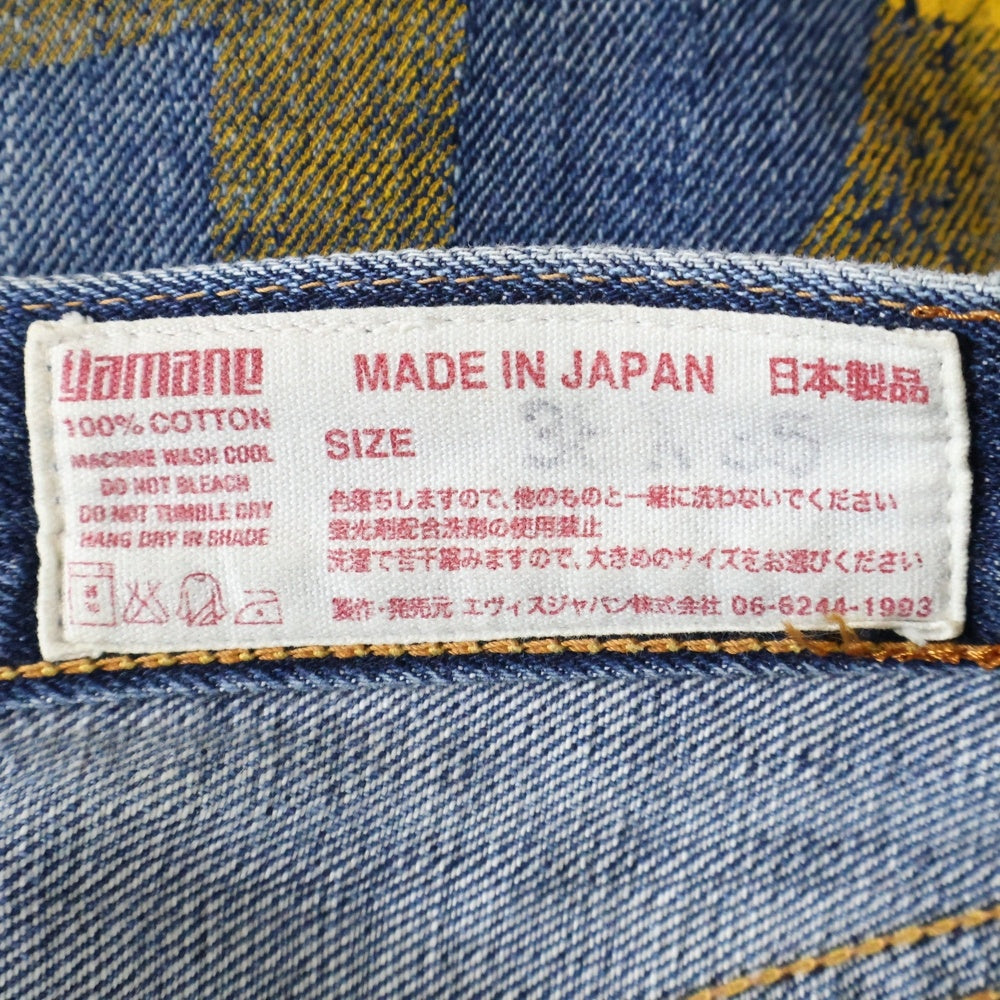 yamane
MADE IN JAPAN 日本製品
100% COTTON
MACHINE WASH COOL
DO NOT BLEACH
DO NOT TUMBLE DRY
HANG DRY IN SHADE
SIZE
色落ちしますので、他のものと一緒に洗わないでください
蛍光剤配合洗剤の使用禁止
洗濯で若干縮みますので、大きめのサイズをお選びください
製作・発売元 エヴィスジャパン株式会社 06-6244-1993